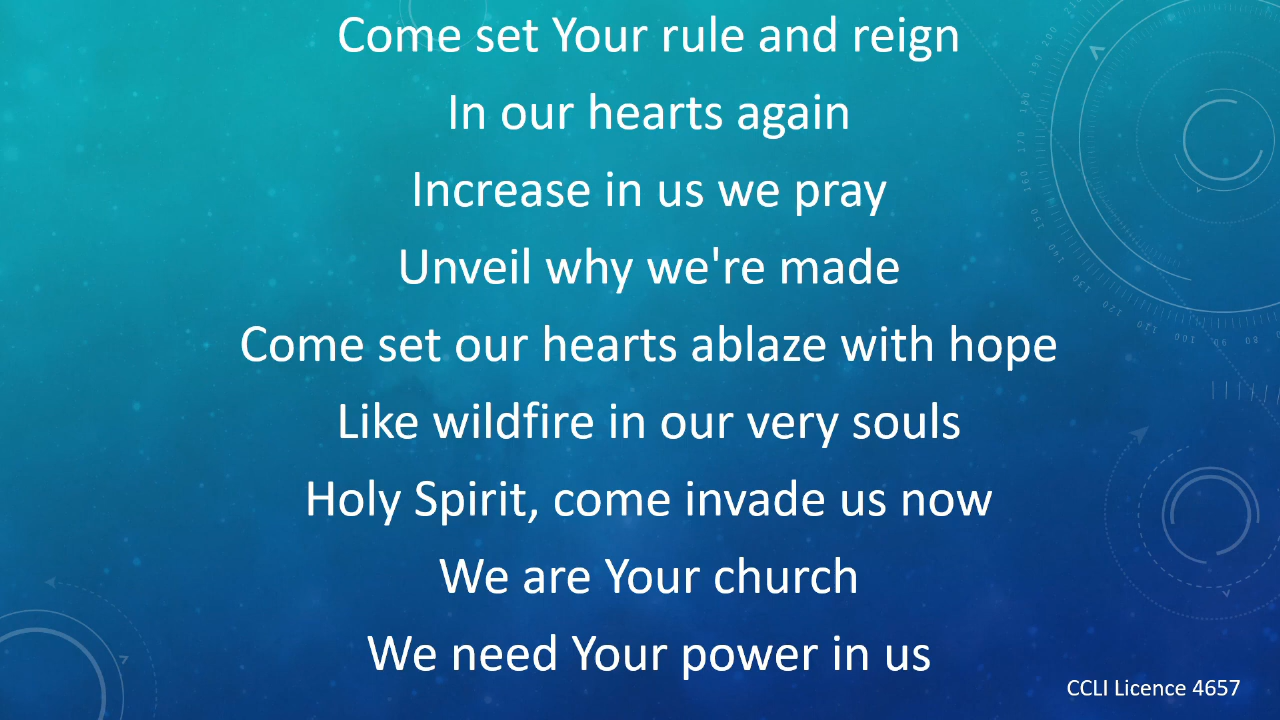 Come set Your rule and reign
In our hearts again
Increase in us we pray
Unveil why we're made
Come set our hearts ablaze with hope
Like wildfire in our very souls
Holy Spirit, come invade us now
We are Your church
We need Your power in us
CCLI Licence 4657